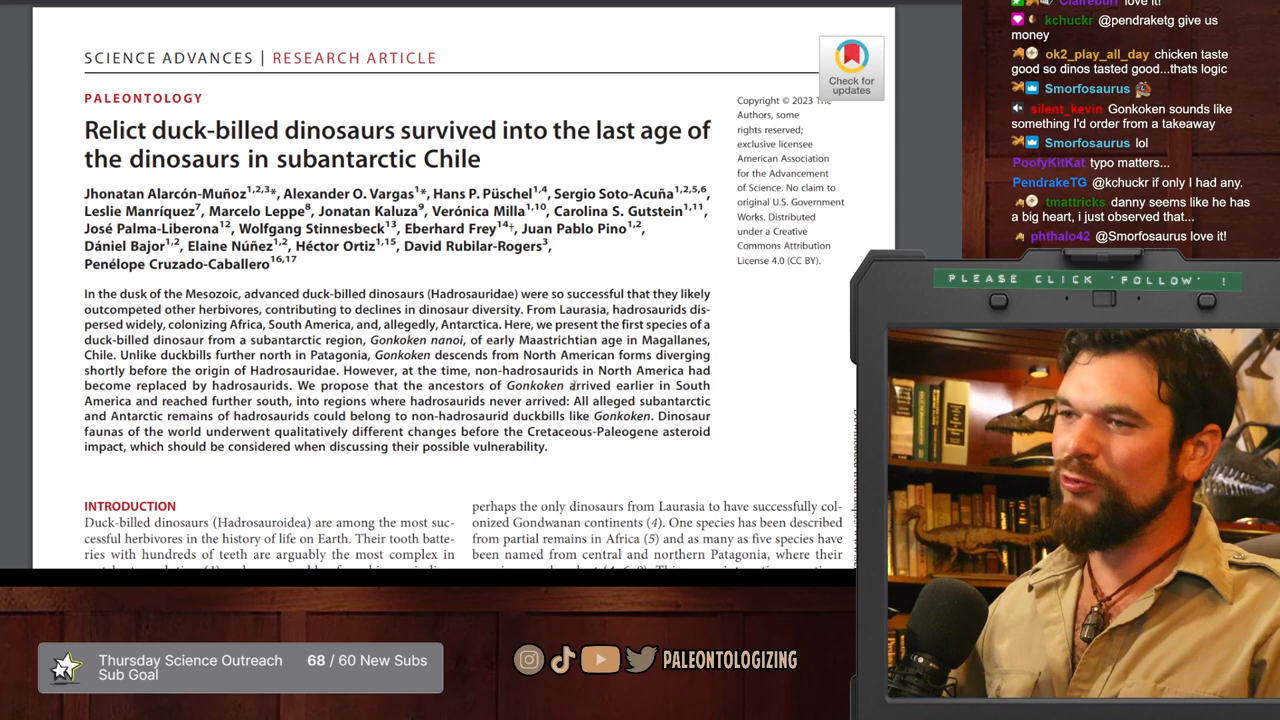 SCIENCE ADVANCES | RESEARCH ARTICLE
Check for
updates
PALEONTOLOGY
Relict duck-billed dinosaurs survived into the last age of
the dinosaurs in subantarctic Chile
Jhonatan Alarcón-Muñoz1,2,3*, Alexander O. Vargas1*, Hans P. Püschel1,4, Sergio Soto-Acuña1,2,5,6
Leslie Manríquez7, Marcelo Leppe8, Jonatan Kaluza9, Verónica Milla1,10, Carolina S. Gutstein1,11,
José Palma-Liberona12, Wolfgang Stinnesbeck13, Eberhard Frey14†, Juan Pablo Pino1,2,
Dániel Bajor1,2, Elaine Núñez1,2, Héctor Ortiz1,15, David Rubilar-Rogers3,
Penélope Cruzado-Caballero16,17
Copyright © 2023 The
Authors, some
rights reserved;
exclusive licensee
American Association
for the Advancement
of Science. No claim to
original U.S. Government
Works. Distributed
under a Creative
Commons Attribution
License 4.0 (CC BY).
In the dusk of the Mesozoic, advanced duck-billed dinosaurs (Hadrosauridae) were so successful that they likely
outcompeted other herbivores, contributing to declines in dinosaur diversity. From Laurasia, hadrosaurids dis-
persed widely, colonizing Africa, South America, and, allegedly, Antarctica. Here, we present the first species of a
duck-billed dinosaur from a subantarctic region, Gonkoken nanoi, of early Maastrichtian age in Magallanes,
Chile. Unlike duckbills further north in Patagonia, Gonkoken descends from North American forms diverging
shortly before the origin of Hadrosauridae. However, at the time, non-hadrosaurids in North America had
become replaced by hadrosaurids. We propose that the ancestors of Gonkoken arrived earlier in South
America and reached further south, into regions where hadrosaurids never arrived: All alleged subantarctic
and Antarctic remains of hadrosaurids could belong to non-hadrosaurid duckbills like Gonkoken. Dinosaur
faunas of the world underwent qualitatively different changes before the Cretaceous-Paleogene asteroid
impact, which should be considered when discussing their possible vulnerability.
INTRODUCTION
Duck-billed dinosaurs (Hadrosauroidea) are among the most suc-
cessful herbivores in the history of life on Earth. Their tooth batte-
ries with hundreds of teeth are arguably the most complex in
perhaps the only dinosaurs from Laurasia to have successfully col-
onized Gondwanan continents (4). One species has been described
from partial remains in Africa (5) and as many as five species have
been named from central and northern Patagonia, where their
love it!
kchuckr @pendraketg give us
money
ok2_play_all_day chicken taste
good so dinos tasted good...thats logic
Smorfosaurus
silent_kevin Gonkoken sounds like
something I'd order from a takeaway
Smorfosaurus lol
PoofyKitKat typo matters...
PendrakeTG @kchuckr if only I had any.
tmattricks danny seems like he has
a big heart, i just observed that...
phthalo42 @Smorfosaurus love it!
PLEASE CLICK 'FOLLOW' !
Thursday Science Outreach
Sub Goal
68 / 60 New Subs
PALEONTOLOGIZING